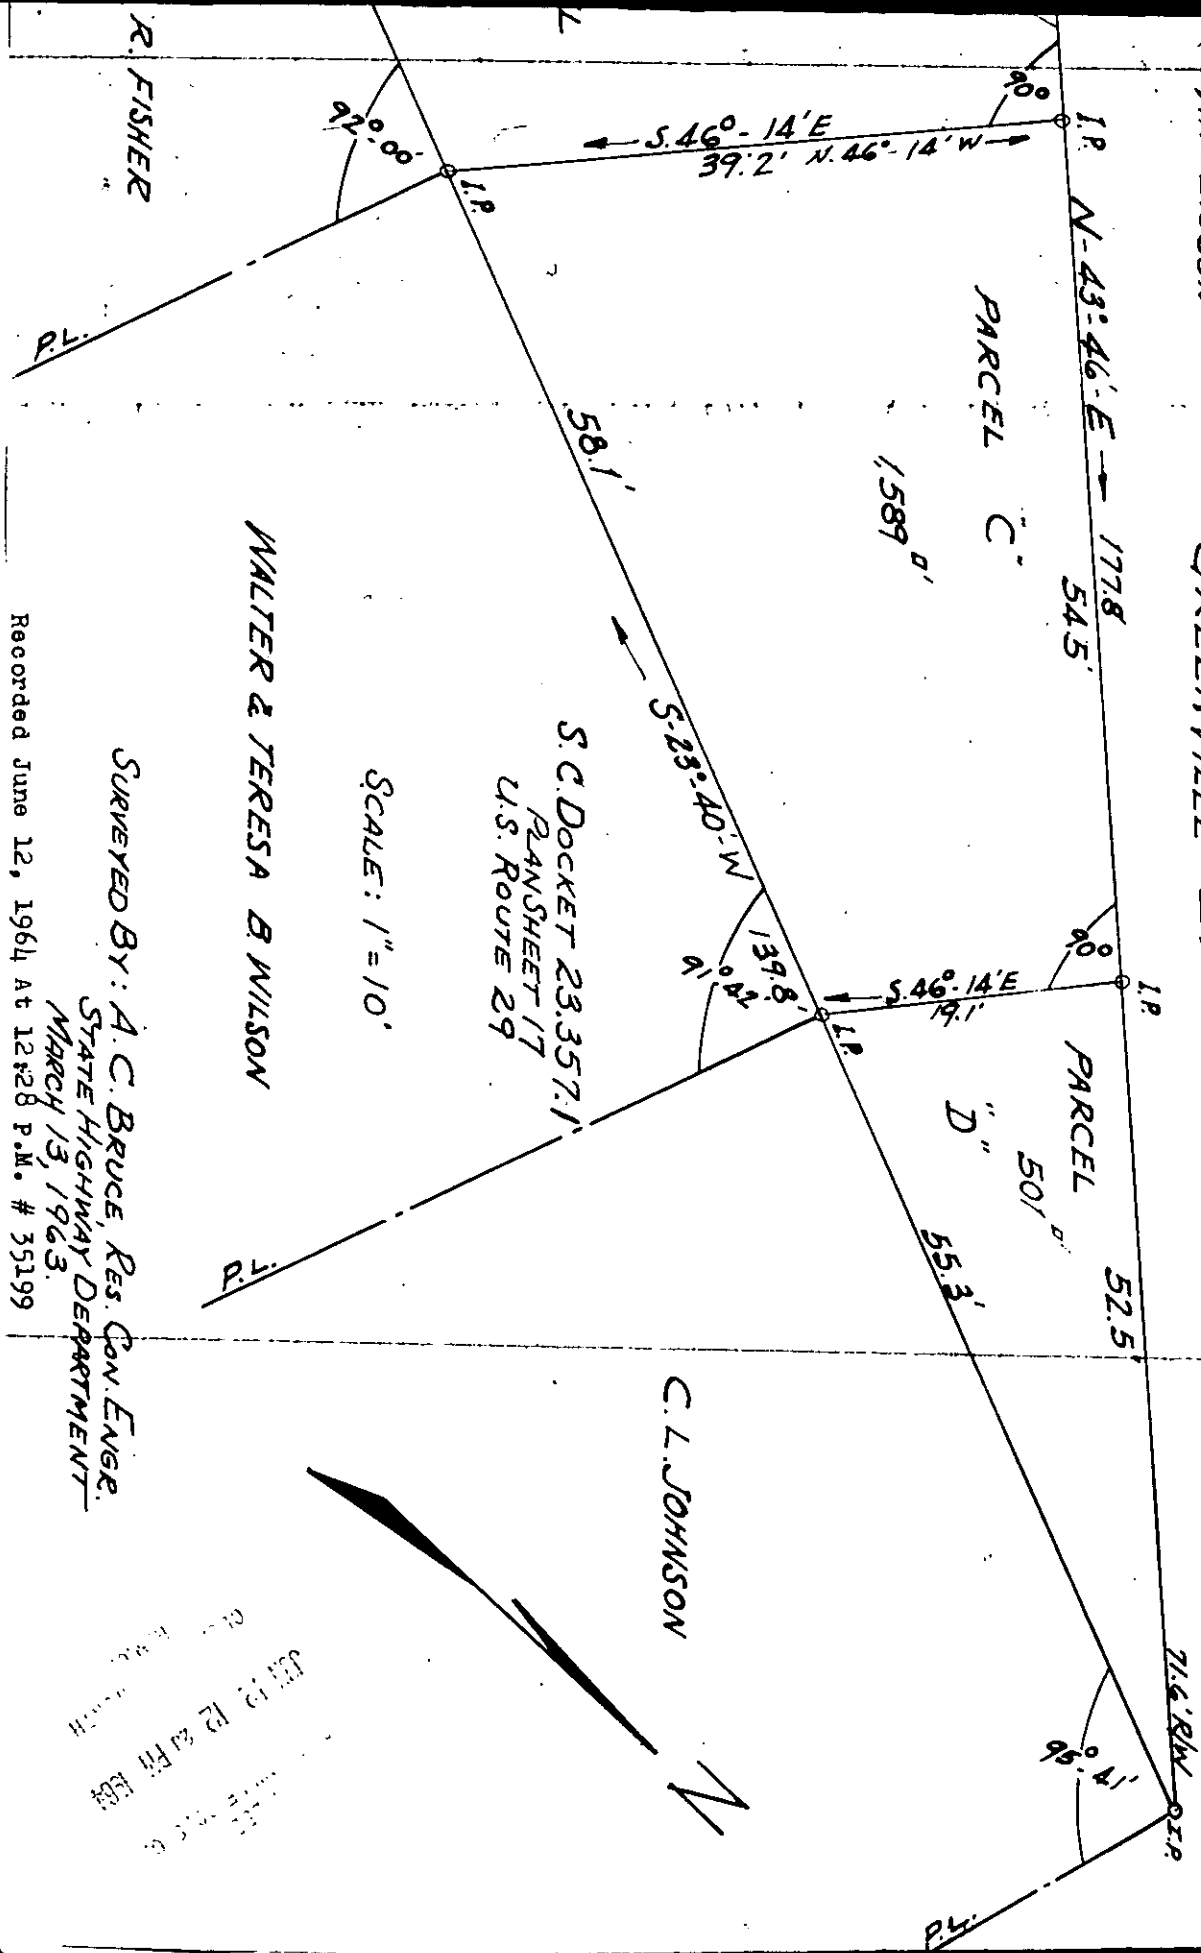 I.P.
90°
S. 46° - 14' E
39.2' N. 46° - 14' W
I.P.
92° - 00'
R. FISHER
P.L.
N - 43° - 46' - E 177.8
54.5'
PARCEL "C"
1,589 □'
58.1'
S - 23° - 40' - W
139.8'
I.P.
90°
S. 46° - 14' E
19.1'
I.P.
91° 42'
P.L.
PARCEL
"D"
501 □'
52.5'
55.3'
71.6' R/W
I.P.
95° 41'
P.L.
S.C. DOCKET 23.357.1
PLANSHEET 17
U.S. ROUTE 29
SCALE: 1" = 10'
WALTER & TERESA B. WILSON
C. L. JOHNSON
N
SURVEYED BY: A. C. BRUCE, RES. CON. ENGR.
STATE HIGHWAY DEPARTMENT
MARCH 13, 1963.
Recorded June 12, 1964 At 12:28 P.M. # 35199